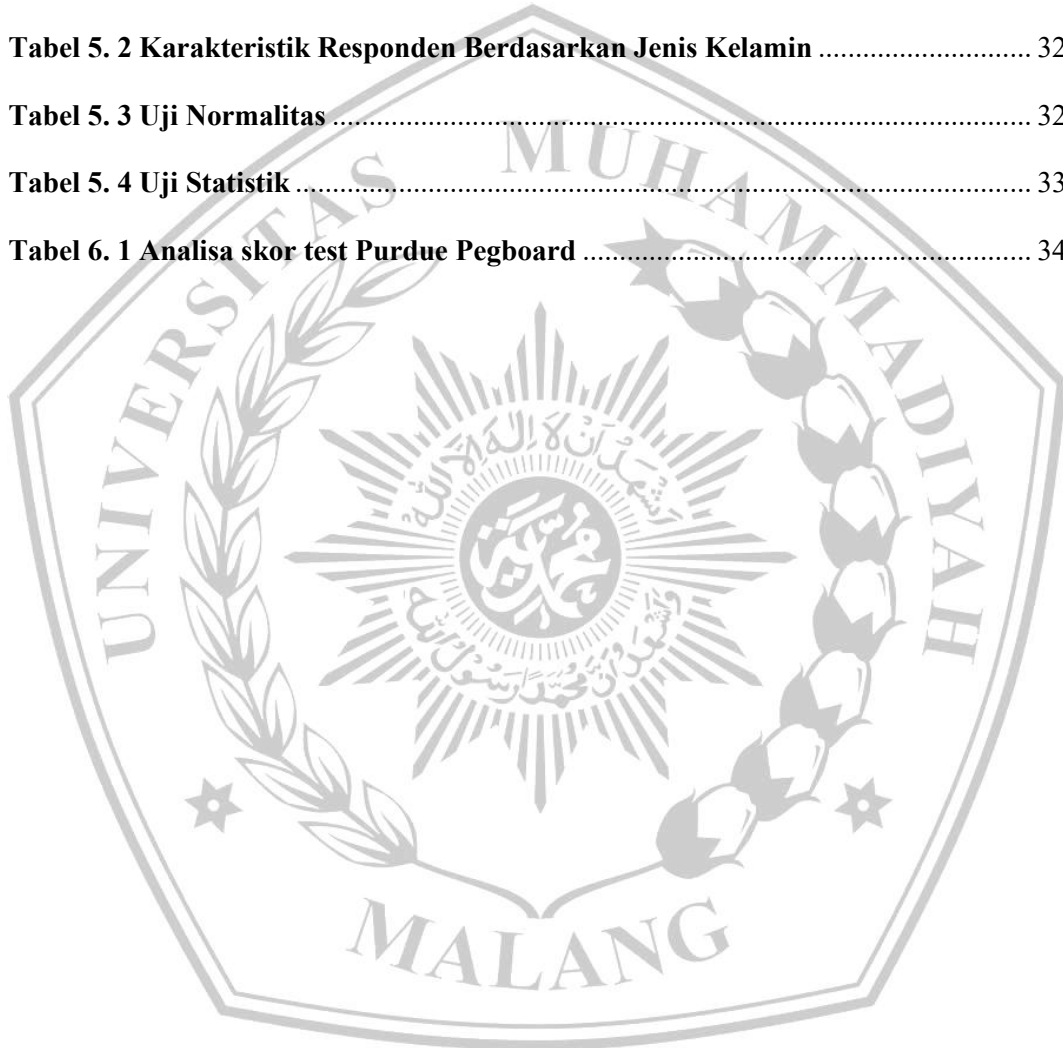 Tabel 5. 2 Karakteristik Responden Berdasarkan Jenis Kelamin ................................ 32
Tabel 5. 3 Uji Normalitas ........................................................................................................ 32
Tabel 5. 4 Uji Statistik ............................................................................................................. 33
Tabel 6. 1 Analisa skor test Purdue Pegboard .................................................................... 34
UNIVERSITAS MUHAMMADIYAH
MALANG